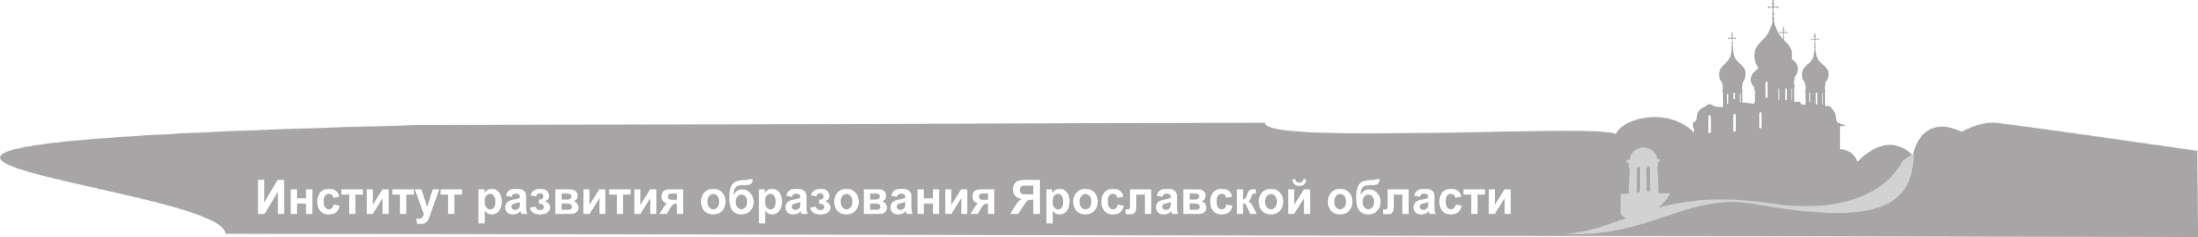 Институт развития образования Ярославской области